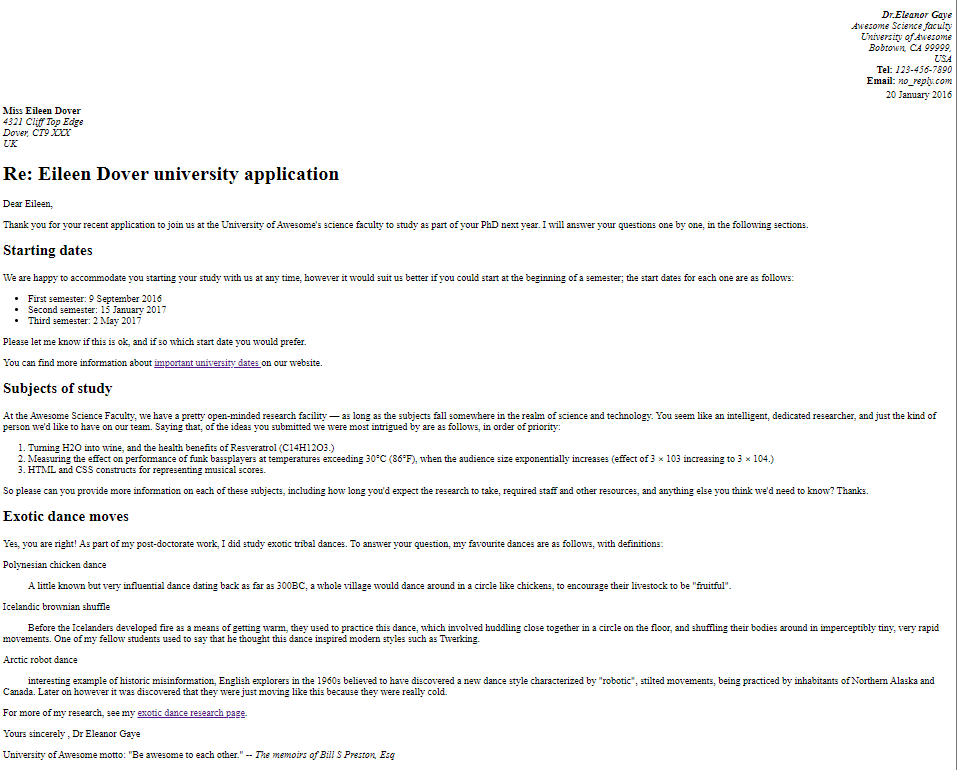 Dr.Eleanor Gaye
Awesome Science faculty
University of Awesome
Bobtown, CA 99999,
USA
Tel: 123-456-7890
Email: no_reply.com
20 January 2016
Miss Eileen Dover
4321 Cliff Top Edge
Dover, CT9 XXX
UK
Re: Eileen Dover university application
Dear Eileen,
Thank you for your recent application to join us at the University of Awesome's science faculty to study as part of your PhD next year. I will answer your questions one by one, in the following sections.
Starting dates
We are happy to accommodate you starting your study with us at any time, however it would suit us better if you could start at the beginning of a semester; the start dates for each one are as follows:
• First semester: 9 September 2016
• Second semester: 15 January 2017
• Third semester: 2 May 2017
Please let me know if this is ok, and if so which start date you would prefer.
You can find more information about important university dates on our website.
Subjects of study
At the Awesome Science Faculty, we have a pretty open-minded research facility — as long as the subjects fall somewhere in the realm of science and technology. You seem like an intelligent, dedicated researcher, and just the kind of
person we'd like to have on our team. Saying that, of the ideas you submitted we were most intrigued by are as follows, in order of priority:
1. Turning H2O into wine, and the health benefits of Resveratrol (C14H12O3.)
2. Measuring the effect on performance of funk bassplayers at temperatures exceeding 30°C (86°F), when the audience size exponentially increases (effect of 3 × 103 increasing to 3 × 104.)
3. HTML and CSS constructs for representing musical scores.
So please can you provide more information on each of these subjects, including how long you'd expect the research to take, required staff and other resources, and anything else you think we'd need to know? Thanks.
Exotic dance moves
Yes, you are right! As part of my post-doctorate work, I did study exotic tribal dances. To answer your question, my favourite dances are as follows, with definitions:
Polynesian chicken dance
A little known but very influential dance dating back as far as 300BC, a whole village would dance around in a circle like chickens, to encourage their livestock to be "fruitful".
Icelandic brownian shuffle
Before the Icelanders developed fire as a means of getting warm, they used to practice this dance, which involved huddling close together in a circle on the floor, and shuffling their bodies around in imperceptibly tiny, very rapid
movements. One of my fellow students used to say that he thought this dance inspired modern styles such as Twerking.
Arctic robot dance
interesting example of historic misinformation, English explorers in the 1960s believed to have discovered a new dance style characterized by "robotic", stilted movements, being practiced by inhabitants of Northern Alaska and
Canada. Later on however it was discovered that they were just moving like this because they were really cold.
For more of my research, see my exotic dance research page.
Yours sincerely , Dr Eleanor Gaye
University of Awesome motto: "Be awesome to each other." -- The memoirs of Bill S Preston, Esq